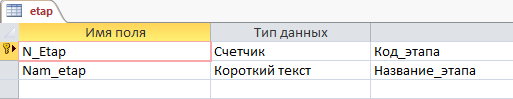 etap
Имя поля Тип данных
N_Etap Счетчик Код_этапа
Nam_etap Короткий текст Название_этапа